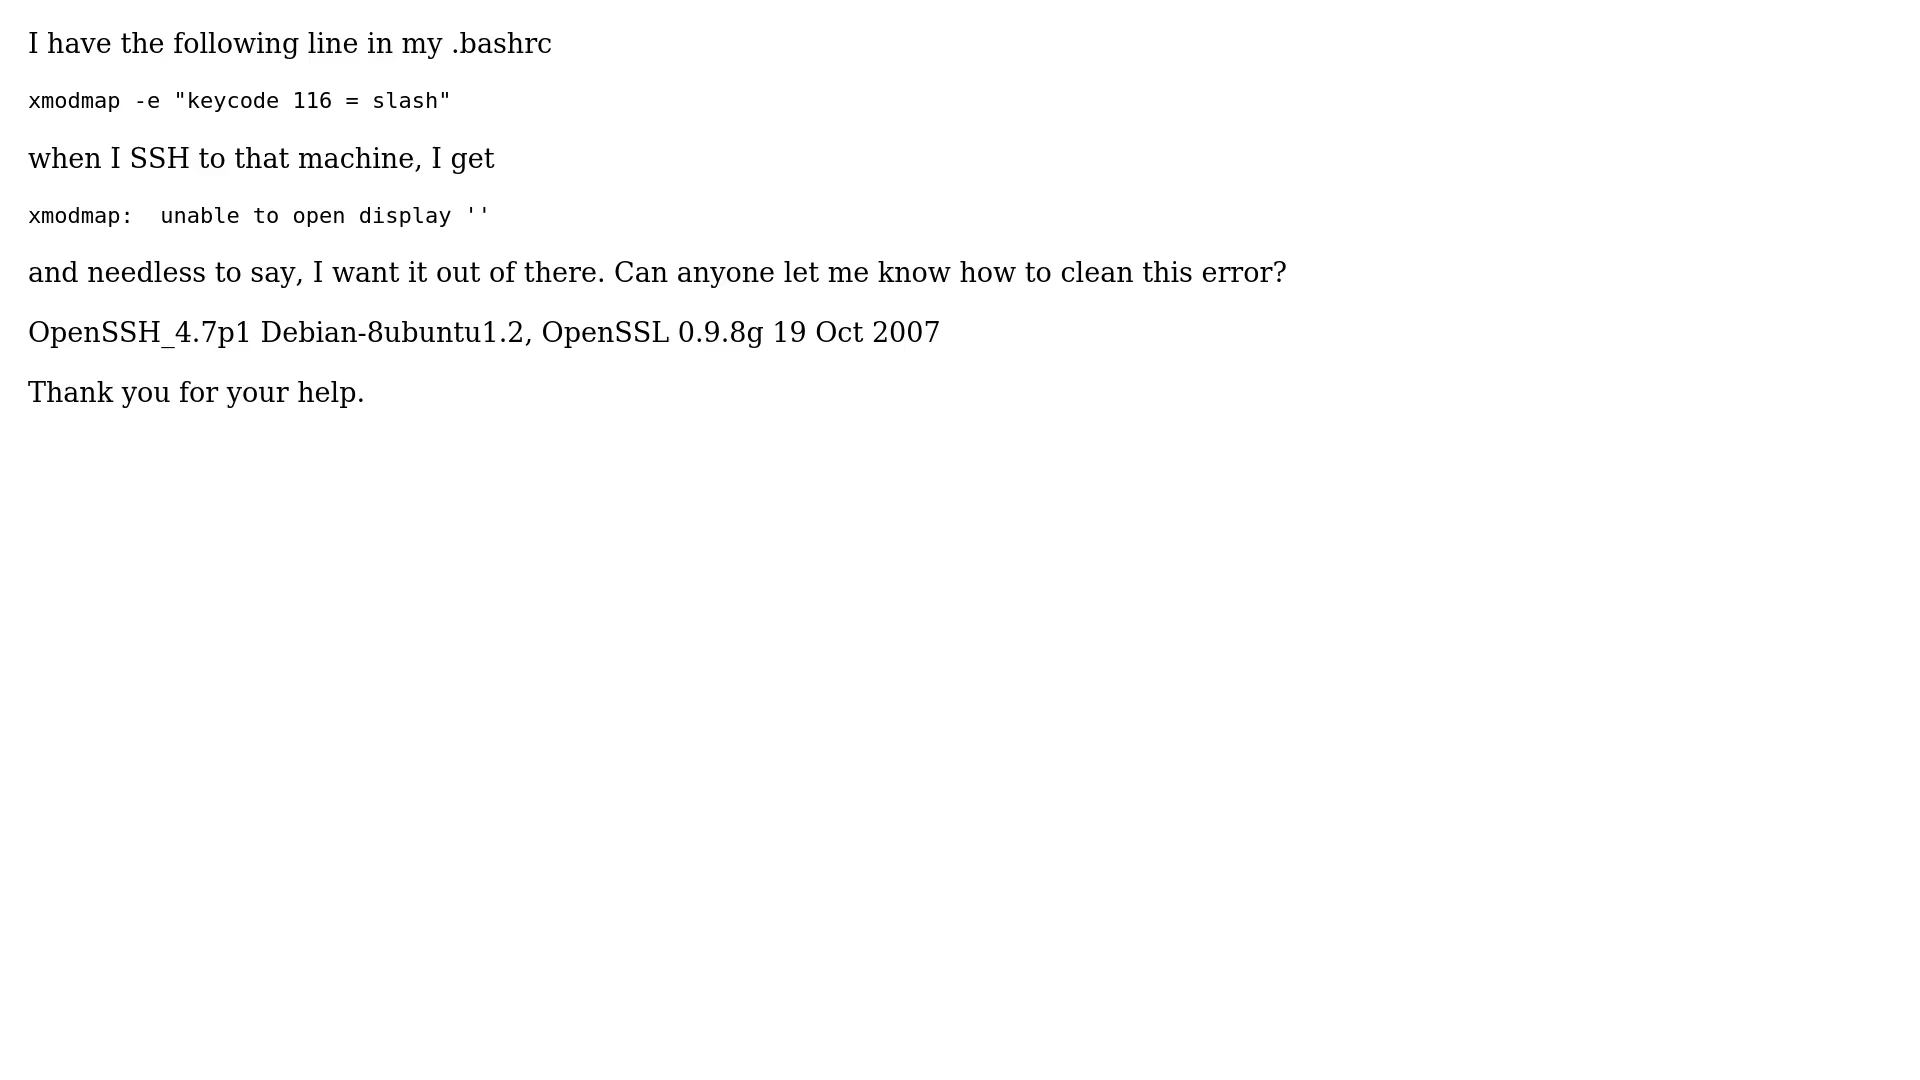 I have the following line in my .bashrc
xmodmap -e "keycode 116 = slash"
when I SSH to that machine, I get
xmodmap:  unable to open display ''
and needless to say, I want it out of there. Can anyone let me know how to clean this error?
OpenSSH_4.7p1 Debian-8ubuntu1.2, OpenSSL 0.9.8g 19 Oct 2007
Thank you for your help.